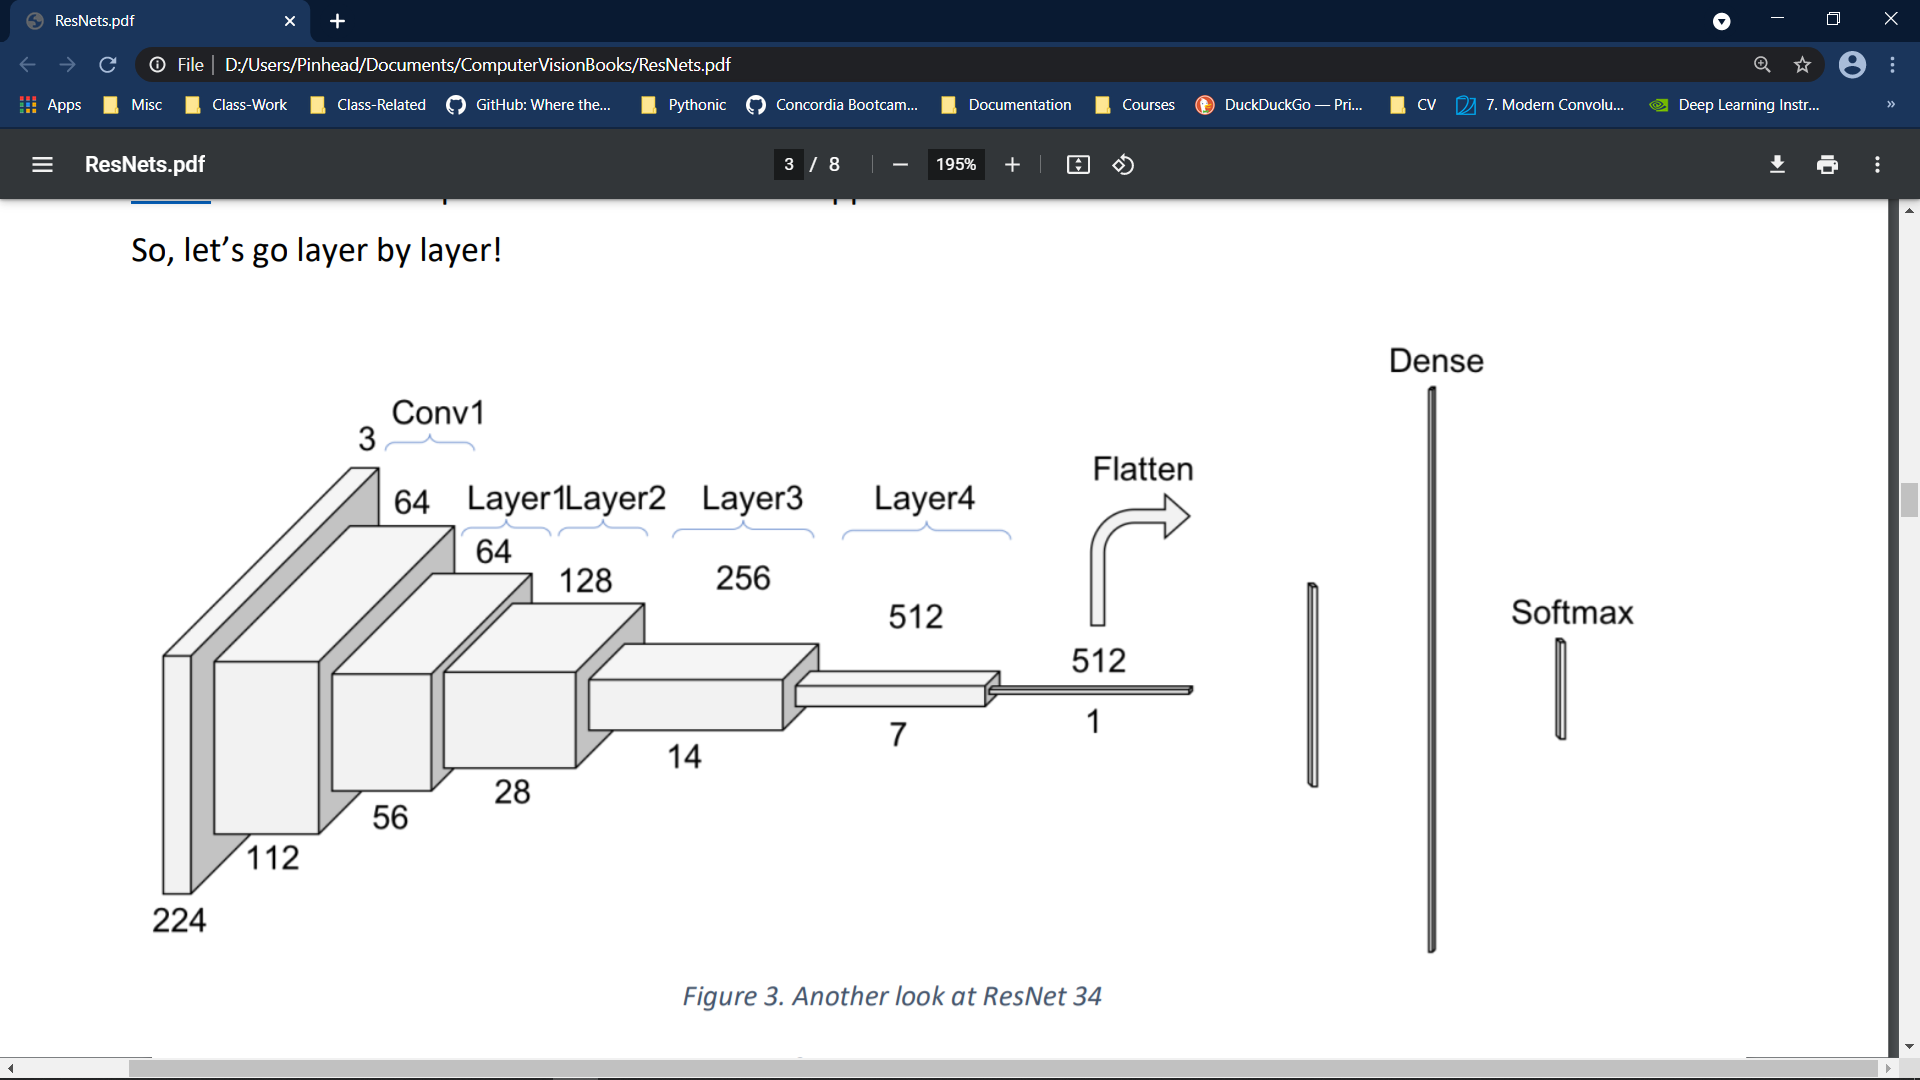 ResNets.pdf
File
D:/Users/Pinhead/Documents/ComputerVisionBooks/ResNets.pdf
Apps
Misc
Class-Work
Class-Related
GitHub: Where the...
Pythonic
Concordia Bootcam...
Documentation
Courses
DuckDuckGo — Pri...
CV
7. Modern Convolu...
Deep Learning Instr...
»
ResNets.pdf
3 / 8
195%
So, let's go layer by layer!
Dense
Conv1
3
Flatten
64
Layer1
Layer2
Layer3
Layer4
64
128
256
512
Softmax
512
1
7
14
28
56
112
224
Figure 3. Another look at ResNet 34